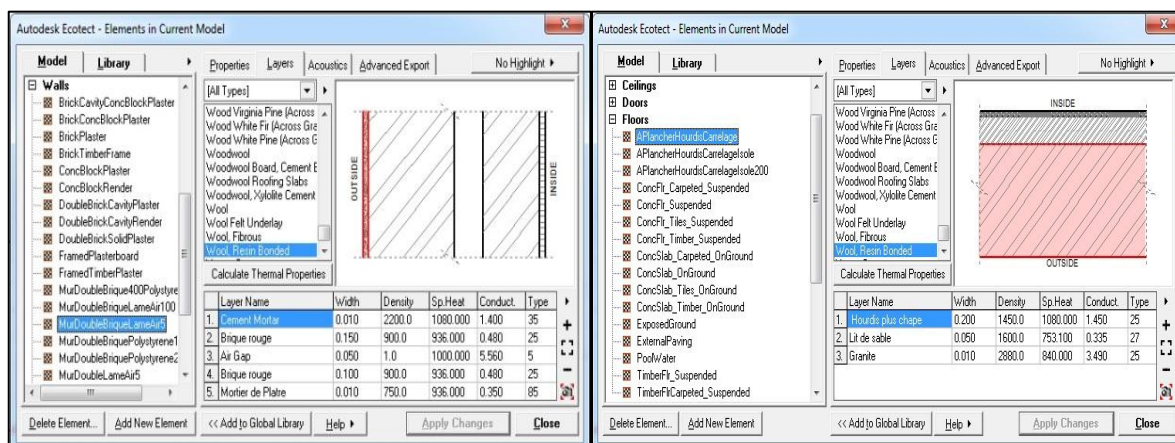 Autodesk Ecotect - Elements in Current Model
Model Library
Properties Layers Acoustics Advanced Export No Highlight
Walls
BrickCavityConcBlockPlaster
BrickConcBlockPlaster
BrickPlaster
BrickTimberFrame
ConcBlockPlaster
ConcBlockRender
DoubleBrickCavityPlaster
DoubleBrickCavityRender
DoubleBrickSolidPlaster
FramedPlasterboard
FramedTimberPlaster
MurDoubleBrique400Polystyre
MurDoubleBriqueLameAir100
MurDoubleBriqueLameAir5
MurDoubleBriquePolystyrene1
MurDoubleBriquePolystyrene2
MurDoubleLameAir5
[All Types]
Wood Virginia Pine (Across
Wood White Fir (Across Gra
Wood White Pine (Across G
Woodwool
Woodwool Board, Cement E
Woodwool Roofing Slabs
Woodwool, Xylolite Cement
Wool
Wool Felt Underlay
Wool, Fibrous
Wool, Resin Bonded
OUTSIDE
INSIDE
Calculate Thermal Properties
Layer Name Width Density Sp.Heat Conduct. Type
1. Cement Mortar 0.010 2200.0 1080.000 1.400 35
2. Brique rouge 0.150 900.0 936.000 0.480 25
3. Air Gap 0.050 1.0 1000.000 5.560 5
4. Brique rouge 0.100 900.0 936.000 0.480 25
5. Mortier de Platre 0.010 750.0 936.000 0.350 85
Delete Element... Add New Element << Add to Global Library Help Apply Changes Close
Autodesk Ecotect - Elements in Current Model
Model Library
Properties Layers Acoustics Advanced Export No Highlight
Ceilings
Doors
Floors
APlancherHourdisCarrelage
APlancherHourdisCarrelageIsole
APlancherHourdisCarrelageIsole200
ConcFlr_Carpeted_Suspended
ConcFlr_Suspended
ConcFlr_Tiles_Suspended
ConcFlr_Timber_Suspended
ConcSlab_Carpeted_OnGround
ConcSlab_OnGround
ConcSlab_Tiles_OnGround
ConcSlab_Timber_OnGround
ExposedGround
ExternalPaving
PoolWater
TimberFlr_Suspended
TimberFlrCarpeted_Suspended
[All Types]
Wood Virginia Pine (Across
Wood White Fir (Across Gra
Wood White Pine (Across G
Woodwool
Woodwool Board, Cement E
Woodwool Roofing Slabs
Woodwool, Xylolite Cement
Wool
Wool Felt Underlay
Wool, Fibrous
Wool, Resin Bonded
INSIDE
OUTSIDE
Calculate Thermal Properties
Layer Name Width Density Sp.Heat Conduct. Type
1. Hourdis plus chape 0.200 1450.0 1080.000 1.450 25
2. Lit de sable 0.050 1600.0 753.100 0.335 27
3. Granite 0.010 2880.0 840.000 3.490 25
Delete Element... Add New Element << Add to Global Library Help Apply Changes Close